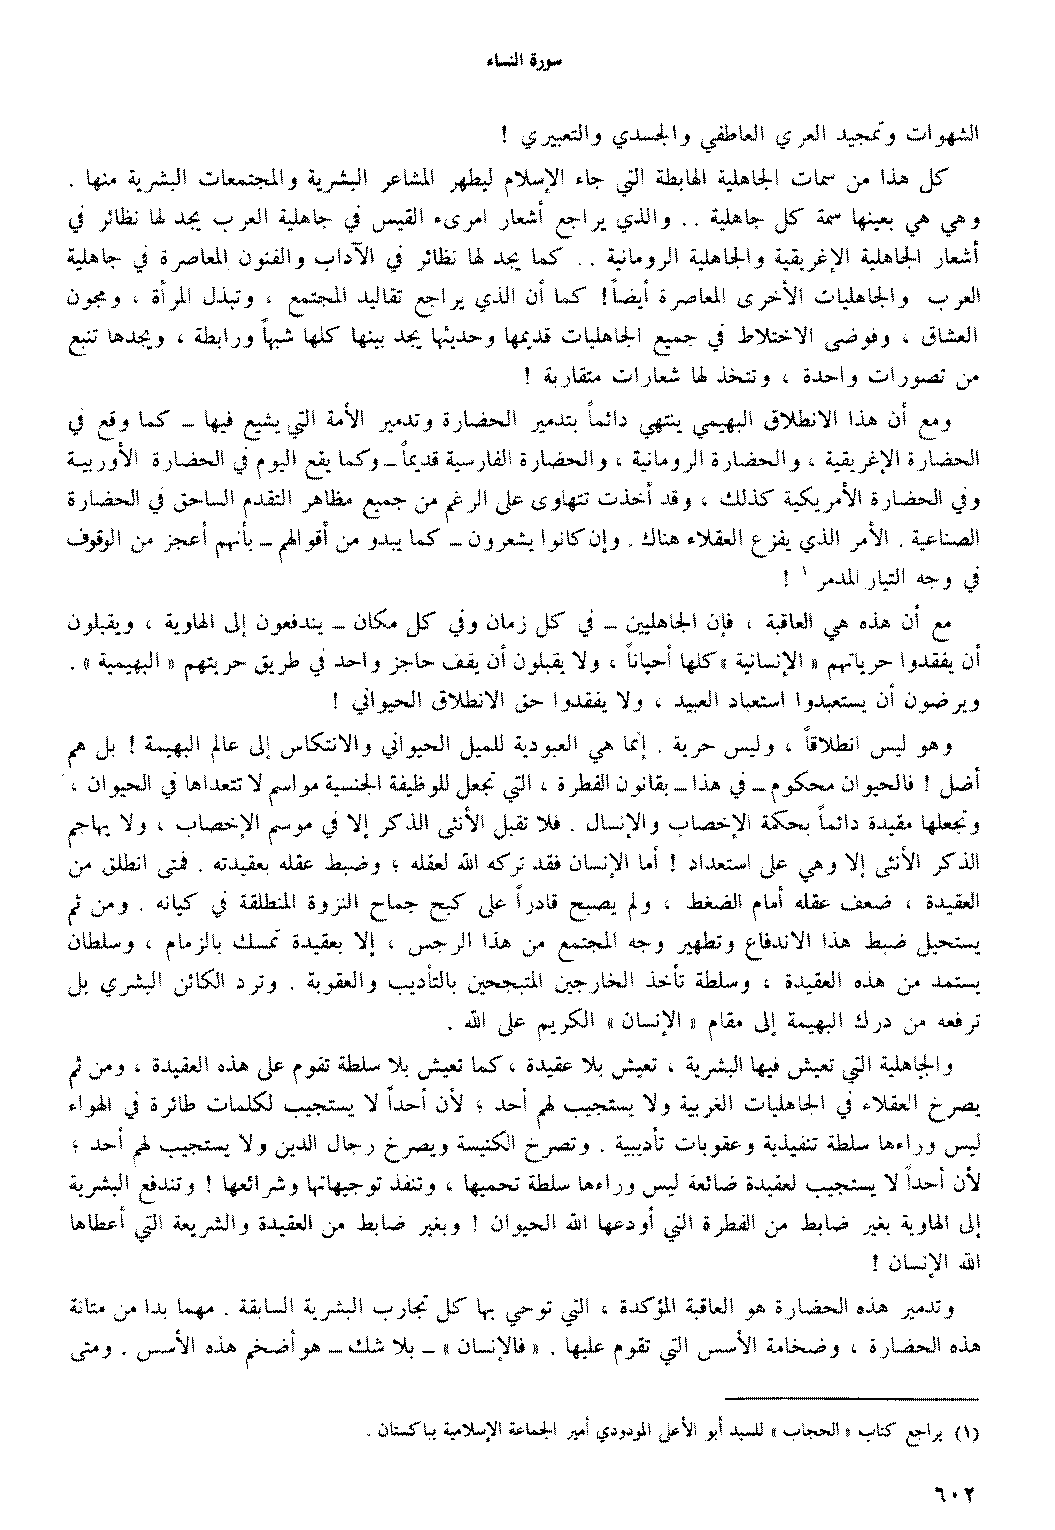 سورة النساء
الشهوات وتمجيد العري العاطفي والجسدي والتعبيري !
كل هذا من سمات الجاهلية الهابطة التي جاء الإسلام ليطهر المشاعر البشرية والمجتمعات البشرية منها .
وهي هي بعينها سمة كل جاهلية .. والذي يراجع أشعار امرىء القيس في جاهلية العرب يجد لها نظائر في
أشعار الجاهلية الإغريقية والجاهلية الرومانية .. كما يجد لها نظائر في الآداب والفنون المعاصرة في جاهلية
العرب والجاهليات الأخرى المعاصرة أيضاً! كما أن الذي يراجع تقاليد المجتمع ، وتبذل المرأة ، ومجون
العشاق ، وفوضى الاختلاط في جميع الجاهليات قديمها وحديثها يجد بينها كلها شبهاً ورابطة ، ويجدها تنبع
من تصورات واحدة ، وتتخذ لها شعارات متقاربة !
ومع أن هذا الانطلاق البهيمي ينتهي دائماً بتدمير الحضارة وتدمير الأمة التي يشيع فيها – كما وقع في
الحضارة الإغريقية ، والحضارة الرومانية ، والحضارة الفارسية قديماً – وكما يقع اليوم في الحضارة الأوربية
وفي الحضارة الأمريكية كذلك ، وقد أخذت تتهاوى على الرغم من جميع مظاهر التقدم الساحق في الحضارة
الصناعية . الأمر الذي يفزع العقلاء هناك . وإن كانوا يشعرون – كما يبدو من أقوالهم – بأنهم أعجز من الوقوف
في وجه التيار المدمر ١ !
مع أن هذه هي العاقبة ، فإن الجاهليين – في كل زمان وفي كل مكان – يندفعون إلى الهاوية ، ويقبلون
أن يفقدوا حرياتهم « الإنسانية » كلها أحياناً ، ولا يقبلون أن يقف حاجز واحد في طريق حريتهم « البهيمية » .
ويرضون أن يستعبدوا استعباد العبيد ، ولا يفقدوا حق الانطلاق الحيواني !
وهو ليس انطلاقاً ، وليس حرية . إنما هي العبودية للميل الحيواني والانتكاس إلى عالم البهيمة ! بل هم
أضل ! فالحيوان محكوم – في هذا – بقانون الفطرة ، التي تجعل للوظيفة الجنسية مواسم لا تتعداها في الحيوان ،
وتجعلها مقيدة دائماً بحكمة الإخصاب والإنسال . فلا تقبل الأنثى الذكر إلا في موسم الإخصاب ، ولا يهاجم
الذكر الأنثى إلا وهي على استعداد ! أما الإنسان فقد تركه الله لعقله ؛ وضبط عقله بعقيدته . فمتى انطلق من
العقيدة ، ضعف عقله أمام الضغط ، ولم يصبح قادراً على كبح جماح النزوة المنطلقة في كيانه . ومن ثم
يستحيل ضبط هذا الاندفاع وتطهير وجه المجتمع من هذا الرجس ، إلا بعقيدة تمسك بالزمام ، وسلطان
يستمد من هذه العقيدة ، وسلطة تأخذ الخارجين المتبجحين بالتأديب والعقوبة . وترد الكائن البشري بل
ترفعه من درك البهيمة إلى مقام « الإنسان » الكريم على الله .
والجاهلية التي تعيش فيها البشرية ، تعيش بلا عقيدة ، كما تعيش بلا سلطة تقوم على هذه العقيدة ، ومن ثم
يصرخ العقلاء في الجاهليات الغربية ولا يستجيب لهم أحد ؛ لأن أحداً لا يستجيب لكلمات طائرة في الهواء
ليس وراءها سلطة تنفيذية وعقوبات تأديبية . وتصرخ الكنيسة ويصرخ رجال الدين ولا يستجيب لهم أحد ؛
لأن أحداً لا يستجيب لعقيدة ضائعة ليس وراءها سلطة تحميها ، وتنفذ توجيهاتها وشرائعها ! وتندفع البشرية
إلى الهاوية بغير ضابط من الفطرة التي أودعها الله الحيوان ! وبغير ضابط من العقيدة والشريعة التي أعطاها
الله الإنسان !
وتدمير هذه الحضارة هو العاقبة المؤكدة ، التي توحي بها كل تجارب البشرية السابقة . مهما بدا من متانة
هذه الحضارة ، وضخامة الأسس التي تقوم عليها . « فالإنسان » – بلا شك – هو أضخم هذه الأسس . ومتى
(١) يراجع كتاب « الحجاب » للسيد أبو الأعلى المودودي أمير الجماعة الإسلامية بباكستان .
٦٠٢